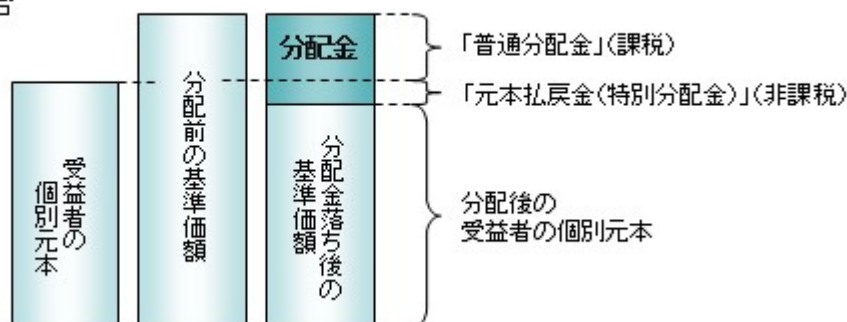 受益者の
個別元本
分配前の基準価額
分配金
分配金落ち後の
基準価額
「普通分配金」(課税)
「元本払戻金(特別分配金)」(非課税)
分配後の
受益者の個別元本